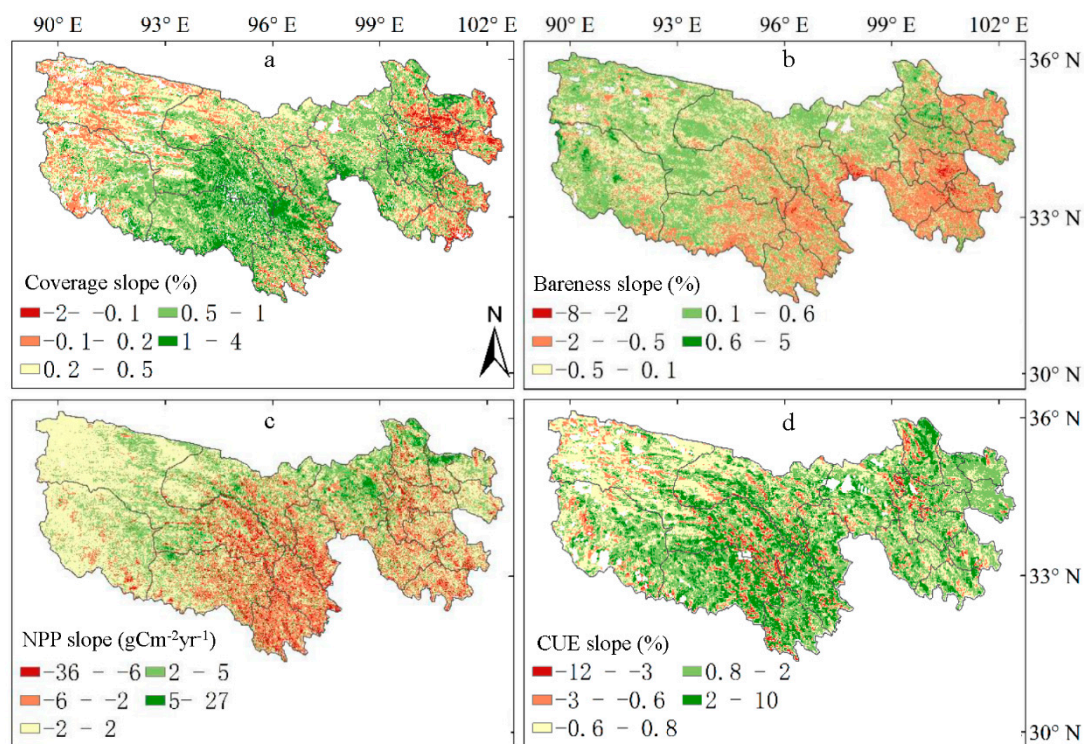 90° E 93° E 96° E 99° E 102° E 90° E 93° E 96° E 99° E 102° E
a
b
36° N
33° N
30° N
Coverage slope (%)
-2- -0.1 0.5 - 1
-0.1- 0.2 1 - 4
0.2 - 0.5
N
Bareness slope (%)
-8- -2 0.1 - 0.6
-2 - -0.5 0.6 - 5
-0.5 - 0.1
c
d
36° N
33° N
30° N
NPP slope (gCm⁻²yr⁻¹)
-36 - -6 2 - 5
-6 - -2 5- 27
-2 - 2
CUE slope (%)
-12 - -3 0.8 - 2
-3 - -0.6 2 - 10
-0.6 - 0.8